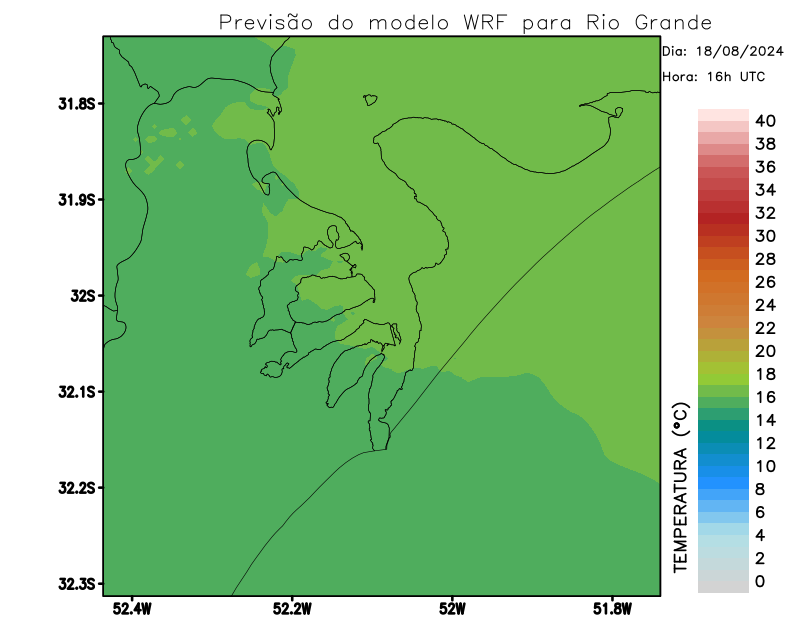 Previsão do modelo WRF para Rio Grande
Dia: 18/08/2024
Hora: 16h UTC
31.8S
31.9S
32S
32.1S
32.2S
32.3S
52.4W
52.2W
52W
51.8W
TEMPERATURA (°C)
40
38
36
34
32
30
28
26
24
22
20
18
16
14
12
10
8
6
4
2
0